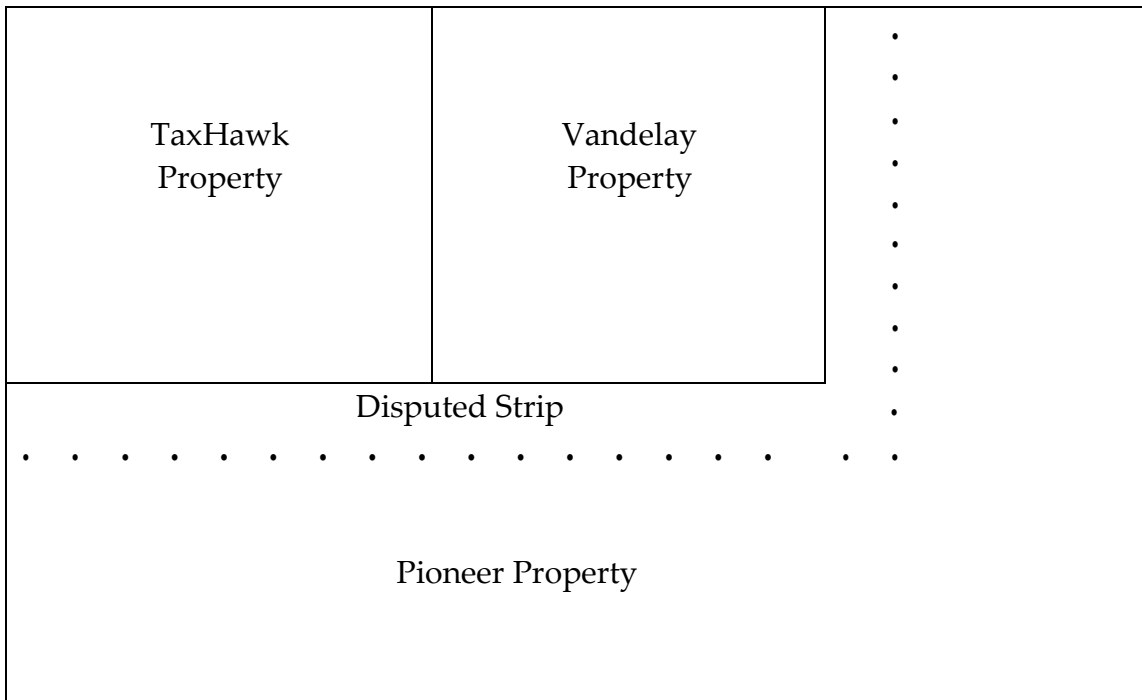 TaxHawk
Property
Vandelay
Property
Disputed Strip
Pioneer Property